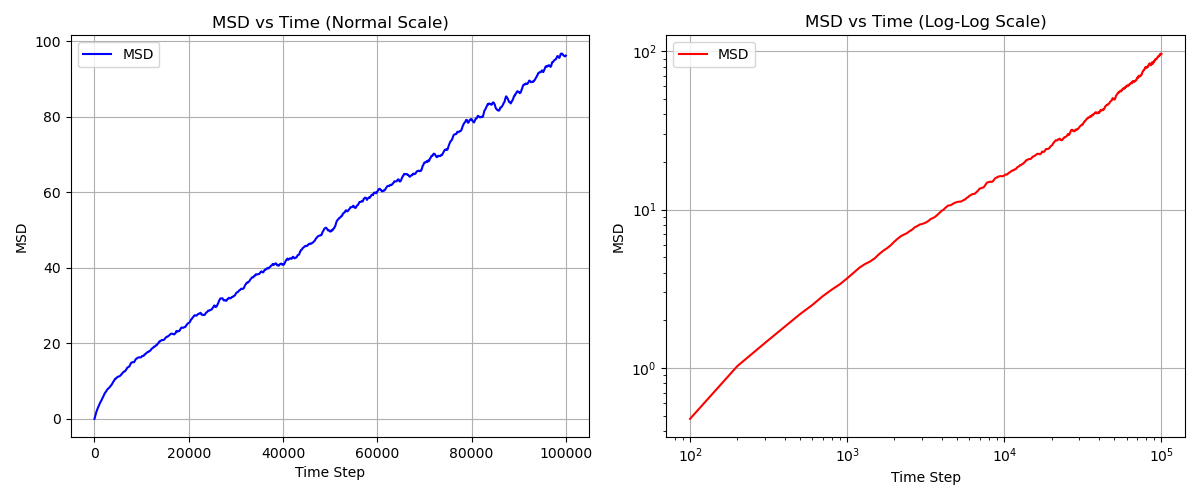 MSD vs Time (Normal Scale)
MSD
100
80
60
40
20
0
MSD
0 20000 40000 60000 80000 100000
Time Step
MSD vs Time (Log-Log Scale)
MSD
10²
10¹
10⁰
MSD
10² 10³ 10⁴ 10⁵
Time Step